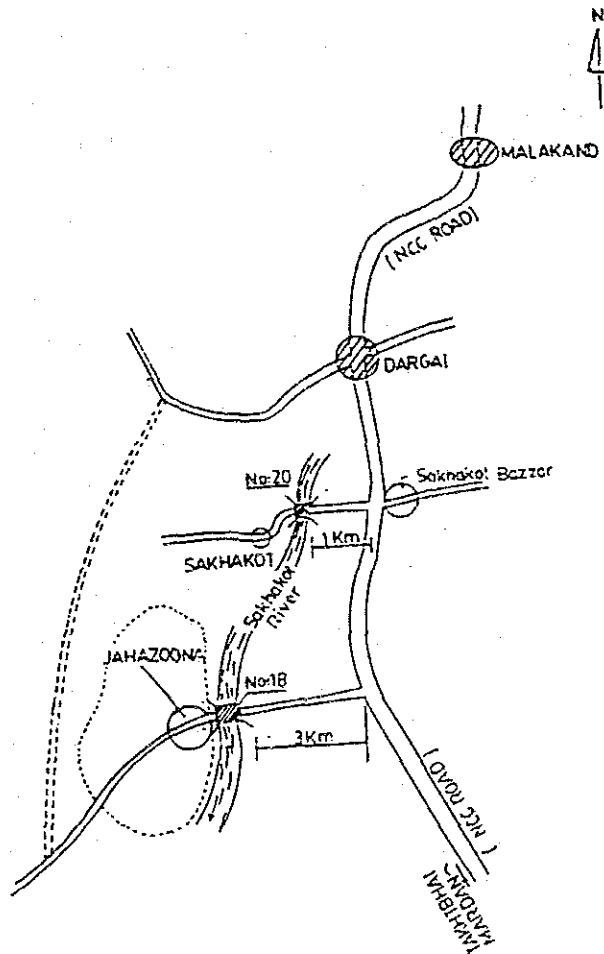 N
MALAKAND
( NCC ROAD )
DARGAI
No:20
Sakhakot Bazzar
1Km
SAKHAKOT
Sakhakot
River
JAHAZOONA
No:18
3Km
( NCC ROAD )
TAKHTBHAI
MARDAN